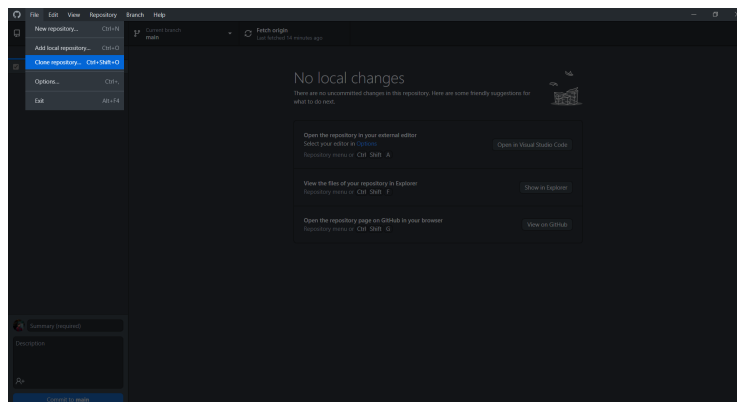 File Edit View Repository Branch Help
New repository... Ctrl+N
Add local repository... Ctrl+O
Clone repository... Ctrl+Shift+O
Options... Ctrl+,
Exit Alt+F4
Current branch
main
Fetch origin
Last fetched 14 minutes ago
No local changes
There are no uncommitted changes in this repository. Here are some friendly suggestions for
what to do next.
Open the repository in your external editor
Select your editor in Options
Repository menu or Ctrl Shift A
Open in Visual Studio Code
View the files of your repository in Explorer
Repository menu or Ctrl Shift F
Show in Explorer
Open the repository page on GitHub in your browser
Repository menu or Ctrl Shift G
View on GitHub
Summary (required)
Description
Commit to main